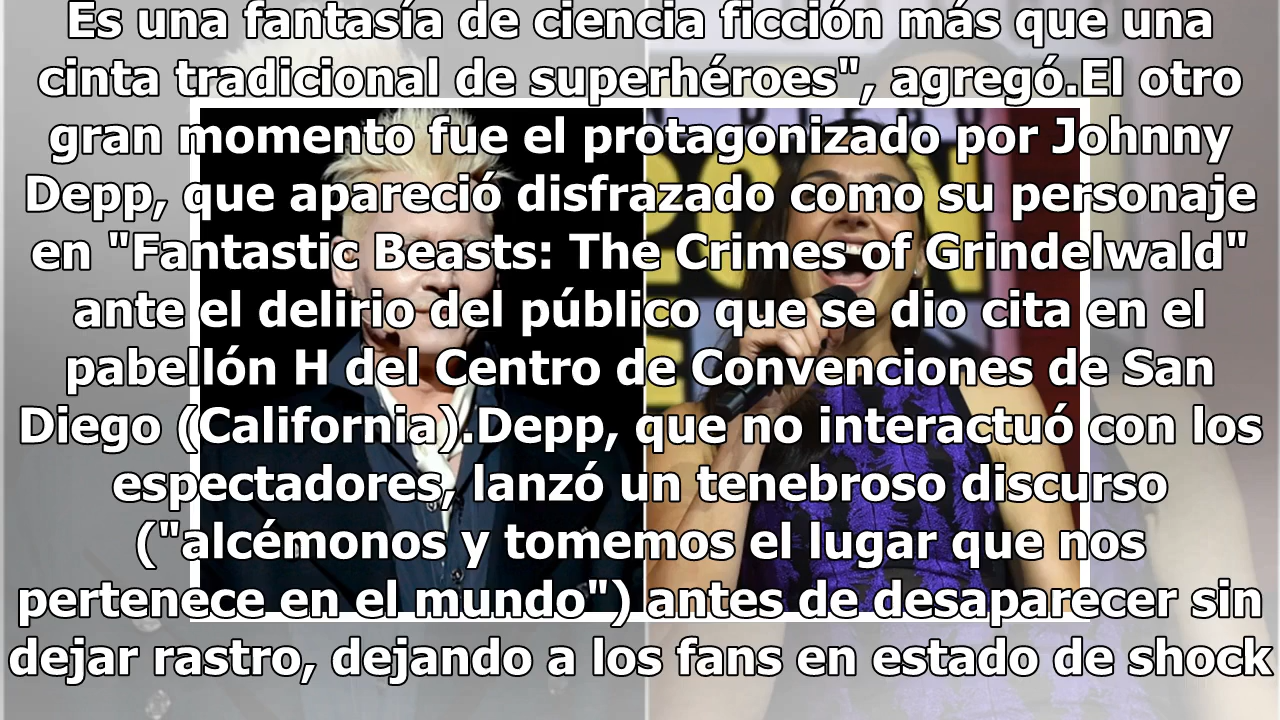 Es una fantasía de ciencia ficción más que una
cinta tradicional de superhéroes", agregó.El otro
gran momento fue el protagonizado por Johnny
Depp, que apareció disfrazado como su personaje
en "Fantastic Beasts: The Crimes of Grindelwald"
ante el delirio del público que se dio cita en el
pabellón H del Centro de Convenciones de San
Diego (California).Depp, que no interactuó con los
espectadores, lanzó un tenebroso discurso
("alcémonos y tomemos el lugar que nos
pertenece en el mundo") antes de desaparecer sin
dejar rastro, dejando a los fans en estado de shock